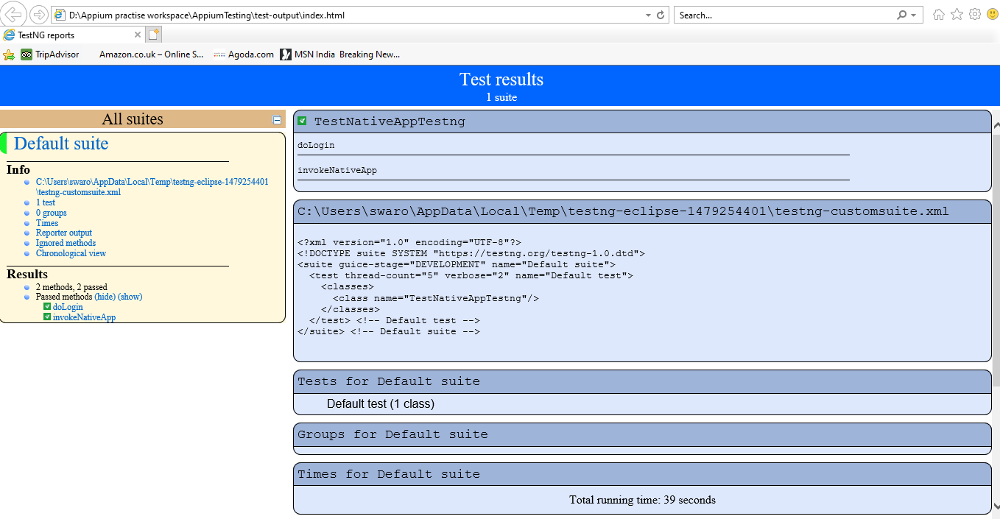 D:\Appium practise workspace\AppiumTesting\test-output\index.html
Search...
TestNG reports
TripAdvisor
Amazon.co.uk – Online S...
Agoda.com
MSN India
Breaking New...
Test results
1 suite
All suites
Default suite
Info
C:\Users\swaro\AppData\Local\Temp\testng-eclipse-1479254401
\testng-customsuite.xml
1 test
0 groups
Times
Reporter output
Ignored methods
Chronological view
Results
2 methods, 2 passed
Passed methods (hide) (show)
doLogin
invokeNativeApp
TestNativeAppTestng
doLogin
invokeNativeApp
C:\Users\swaro\AppData\Local\Temp\testng-eclipse-1479254401\testng-customsuite.xml
<?xml version="1.0" encoding="UTF-8"?>
<!DOCTYPE suite SYSTEM "https://testng.org/testng-1.0.dtd">
<suite guice-stage="DEVELOPMENT" name="Default suite">
  <test thread-count="5" verbose="2" name="Default test">
    <classes>
      <class name="TestNativeAppTestng"/>
    </classes>
  </test> <!-- Default test -->
</suite> <!-- Default suite -->
Tests for Default suite
Default test (1 class)
Groups for Default suite
Times for Default suite
Total running time: 39 seconds